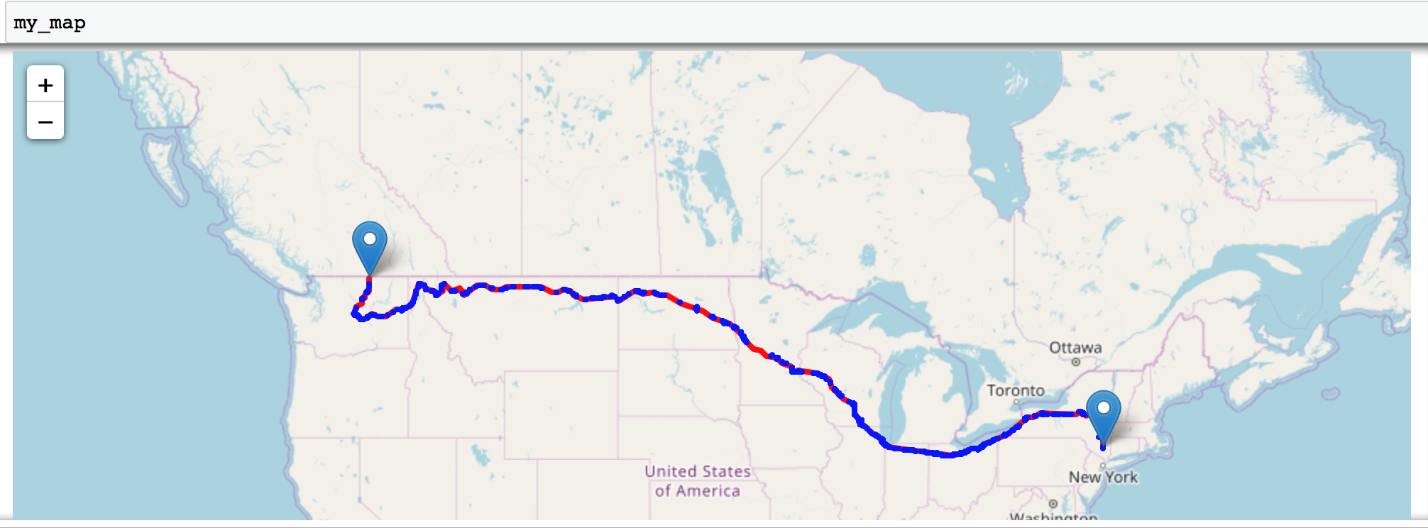 my_map
+
−
Ottawa
Toronto
United States
of America
New York
Washington